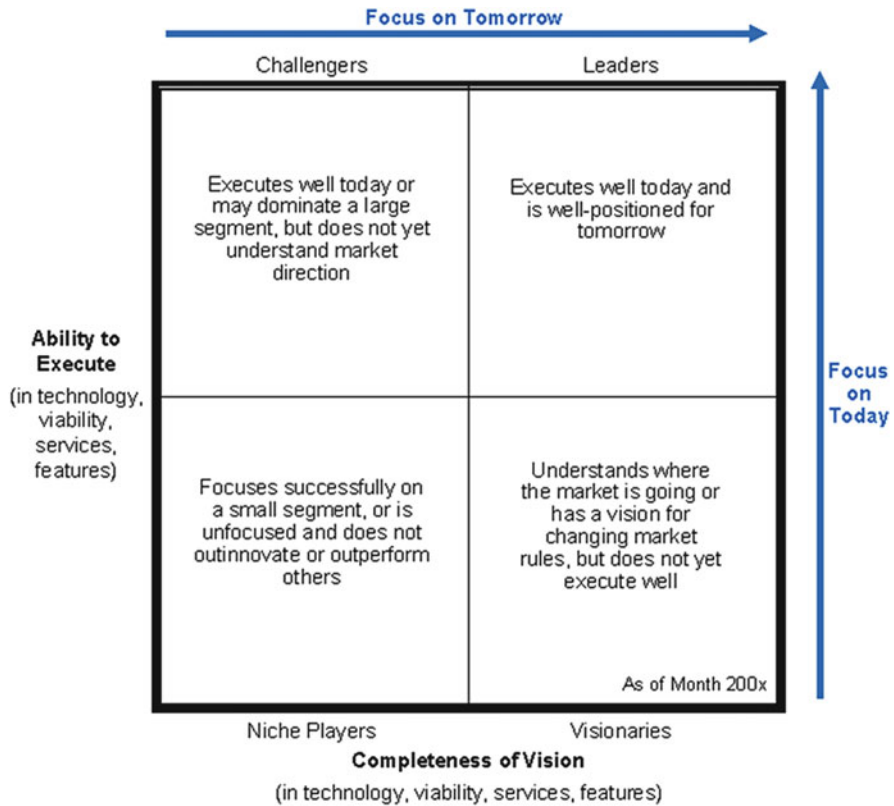 Focus on Tomorrow
Challengers
Leaders
Executes well today or
may dominate a large
segment, but does not yet
understand market
direction
Executes well today and
is well-positioned for
tomorrow
Ability to
Execute
(in technology,
viability,
services,
features)
Focus
on
Today
Focuses successfully on
a small segment, or is
unfocused and does not
outinnovate or outperform
others
Understands where
the market is going or
has a vision for
changing market
rules, but does not yet
execute well
As of Month 200x
Niche Players
Visionaries
Completeness of Vision
(in technology, viability, services, features)